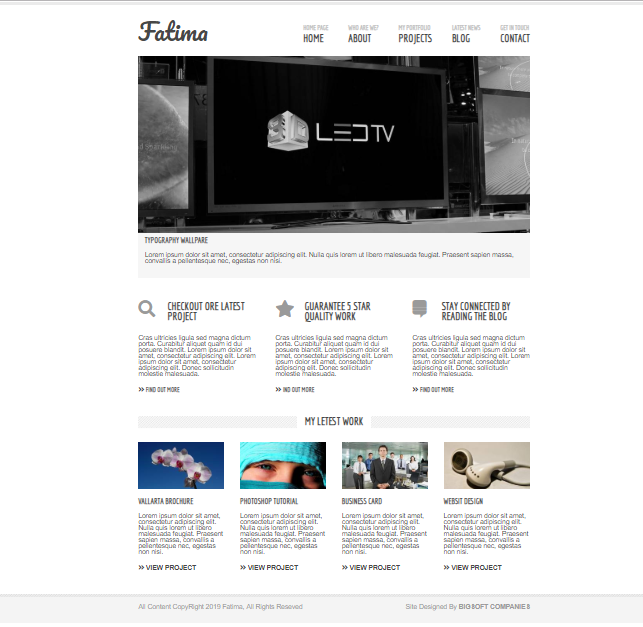 Fatima
HOME PAGE
HOME
WHO ARE WE?
ABOUT
MY PORTFOLIO
PROJECTS
LATEST NEWS
BLOG
GET IN TOUCH
CONTACT
LED TV
TYPOGRAPHY WALLPARE
Lorem ipsum dolor sit amet, consectetur adipiscing elit. Nulla quis lorem ut libero malesuada feugiat. Praesent sapien massa,
convallis a pellentesque nec, egestas non nisi.
CHECKOUT ORE LATEST
PROJECT
Cras ultricies ligula sed magna dictum
porta. Curabitur aliquet quam id dui
posuere blandit. Lorem ipsum dolor sit
amet, consectetur adipiscing elit. Lorem
ipsum dolor sit amet, consectetur
adipiscing elit. Donec sollicitudin
molestie malesuada.
» FIND OUT MORE
GUARANTEE 5 STAR
QUALITY WORK
Cras ultricies ligula sed magna dictum
porta. Curabitur aliquet quam id dui
posuere blandit. Lorem ipsum dolor sit
amet, consectetur adipiscing elit. Lorem
ipsum dolor sit amet, consectetur
adipiscing elit. Donec sollicitudin
molestie malesuada.
» IND OUT MORE
STAY CONNECTED BY
READING THE BLOG
Cras ultricies ligula sed magna dictum
porta. Curabitur aliquet quam id dui
posuere blandit. Lorem ipsum dolor sit
amet, consectetur adipiscing elit. Lorem
ipsum dolor sit amet, consectetur
adipiscing elit. Donec sollicitudin
molestie malesuada.
» FIND OUT MORE
MY LETEST WORK
VALLARTA BROCHURE
Lorem ipsum dolor sit amet,
consectetur adipiscing elit.
Nulla quis lorem ut libero
malesuada feugiat. Praesent
sapien massa, convallis a
pellentesque nec, egestas
non nisi.
» VIEW PROJECT
PHOTOSHOP TUTORIAL
Lorem ipsum dolor sit amet,
consectetur adipiscing elit.
Nulla quis lorem ut libero
malesuada feugiat. Praesent
sapien massa, convallis a
pellentesque nec, egestas
non nisi.
» VIEW PROJECT
BUSINESS CARD
Lorem ipsum dolor sit amet,
consectetur adipiscing elit.
Nulla quis lorem ut libero
malesuada feugiat. Praesent
sapien massa, convallis a
pellentesque nec, egestas
non nisi.
» VIEW PROJECT
WEBSIT DESIGN
Lorem ipsum dolor sit amet,
consectetur adipiscing elit.
Nulla quis lorem ut libero
malesuada feugiat. Praesent
sapien massa, convallis a
pellentesque nec, egestas
non nisi.
» VIEW PROJECT
All Content CopyRight 2019 Fatima, All Rights Reseved
Site Designed By BIGSOFT COMPANIES